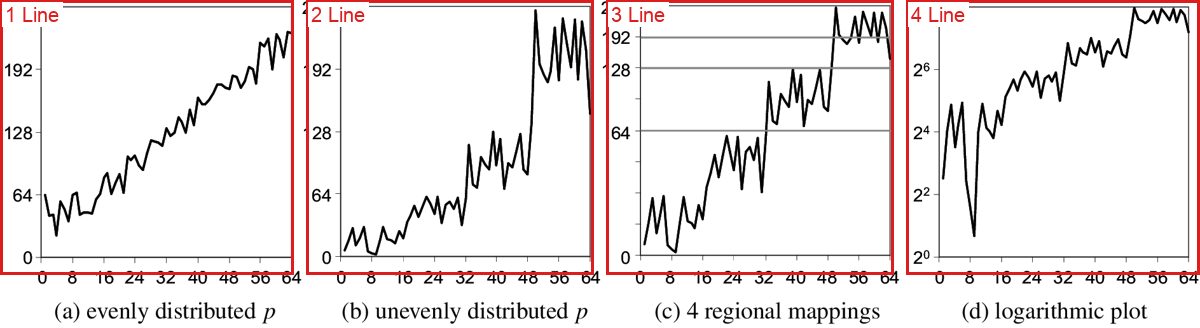 1 Line 2 Line 3 Line 4 Line
192 192 192 2⁶
128 128 128 2⁴
64 64 64 2²
0 0 0 2⁰
0 8 16 24 32 40 48 56 64 0 8 16 24 32 40 48 56 64 0 8 16 24 32 40 48 56 64 0 8 16 24 32 40 48 56 64
(a) evenly distributed p (b) unevenly distributed p (c) 4 regional mappings (d) logarithmic plot